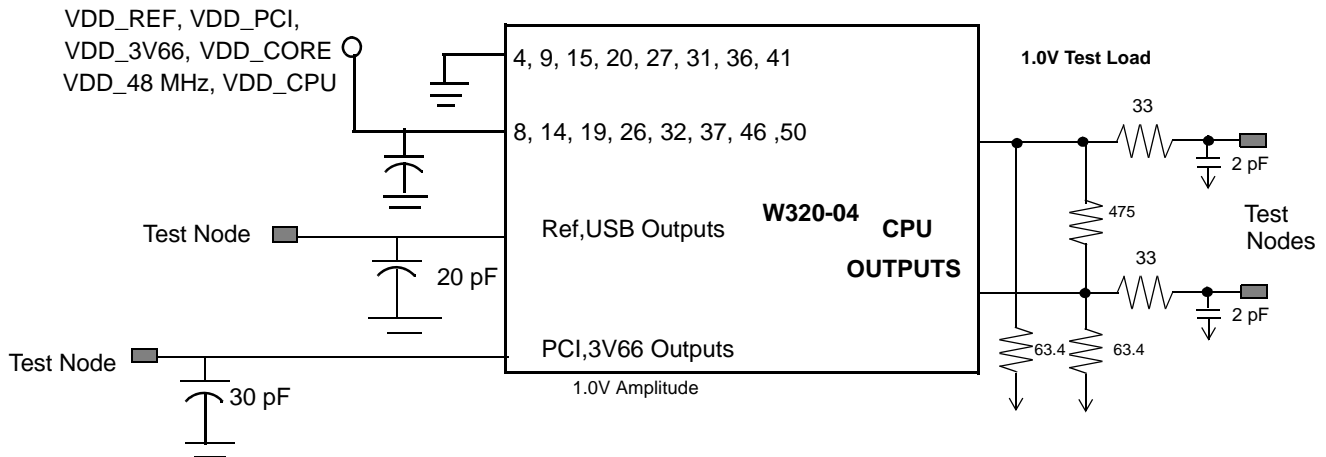 VDD_REF, VDD_PCI,
VDD_3V66, VDD_CORE
VDD_48 MHz, VDD_CPU
4, 9, 15, 20, 27, 31, 36, 41
8, 14, 19, 26, 32, 37, 46 ,50
1.0V Test Load
33
2 pF
475
Test
Nodes
33
2 pF
63.4
63.4
W320-04
CPU
OUTPUTS
Test Node
Ref,USB Outputs
20 pF
Test Node
PCI,3V66 Outputs
30 pF
1.0V Amplitude